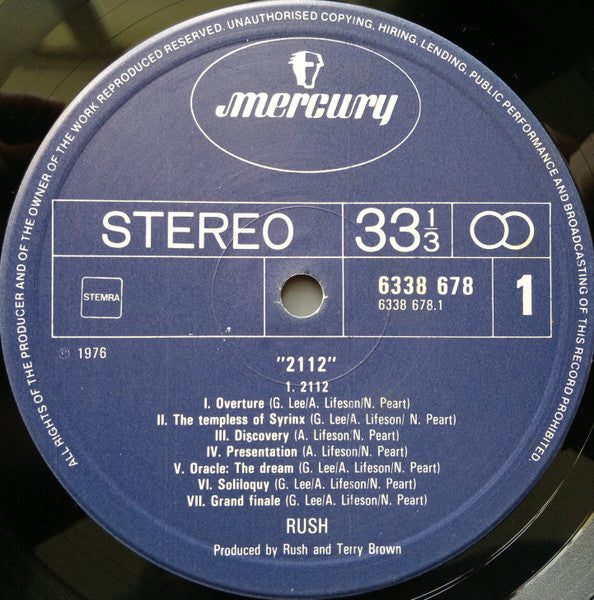 ALL RIGHTS OF THE PRODUCER AND OF THE OWNER OF THE WORK REPRODUCED RESERVED. UNAUTHORISED COPYING, HIRING, LENDING, PUBLIC PERFORMANCE AND BROADCASTING OF THIS RECORD PROHIBITED.
mercury
STEREO 33 1/3
STEMRA
6338 678
6338 678.1
1
Ⓟ 1976
"2112"
1. 2112
I. Overture (G. Lee/A. Lifeson/N. Peart)
II. The templess of Syrinx (G. Lee/A. Lifeson/ N. Peart)
III. Discovery (A. Lifeson/N. Peart)
IV. Presentation (A. Lifeson/N. Peart)
V. Oracle: The dream (G. Lee/A. Lifeson/N. Peart)
VI. Soliloquy (G. Lee/A. Lifeson/N. Peart)
VII. Grand finale (G. Lee/A. Lifeson/N. Peart)
RUSH
Produced by Rush and Terry Brown